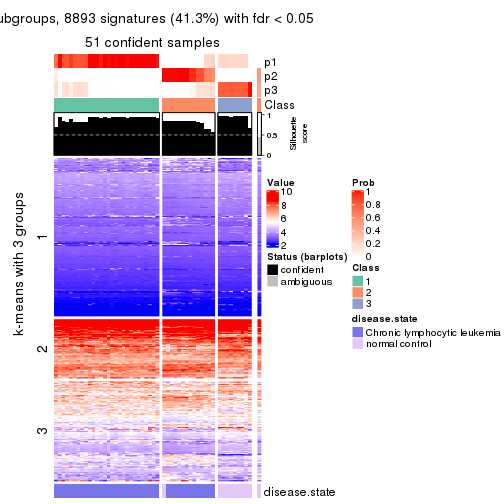 ubgroups, 8893 signatures (41.3%) with fdr < 0.05
51 confident samples
p1
p2
p3
Class
1
0.5
0
Silhouette
score
k-means with 3 groups
1
2
3
Value
10
8
6
4
2
Status (barplots)
confident
ambiguous
Prob
1
0.8
0.6
0.4
0.2
0
Class
1
2
3
disease.state
Chronic lymphocytic leukemia
normal control
disease.state